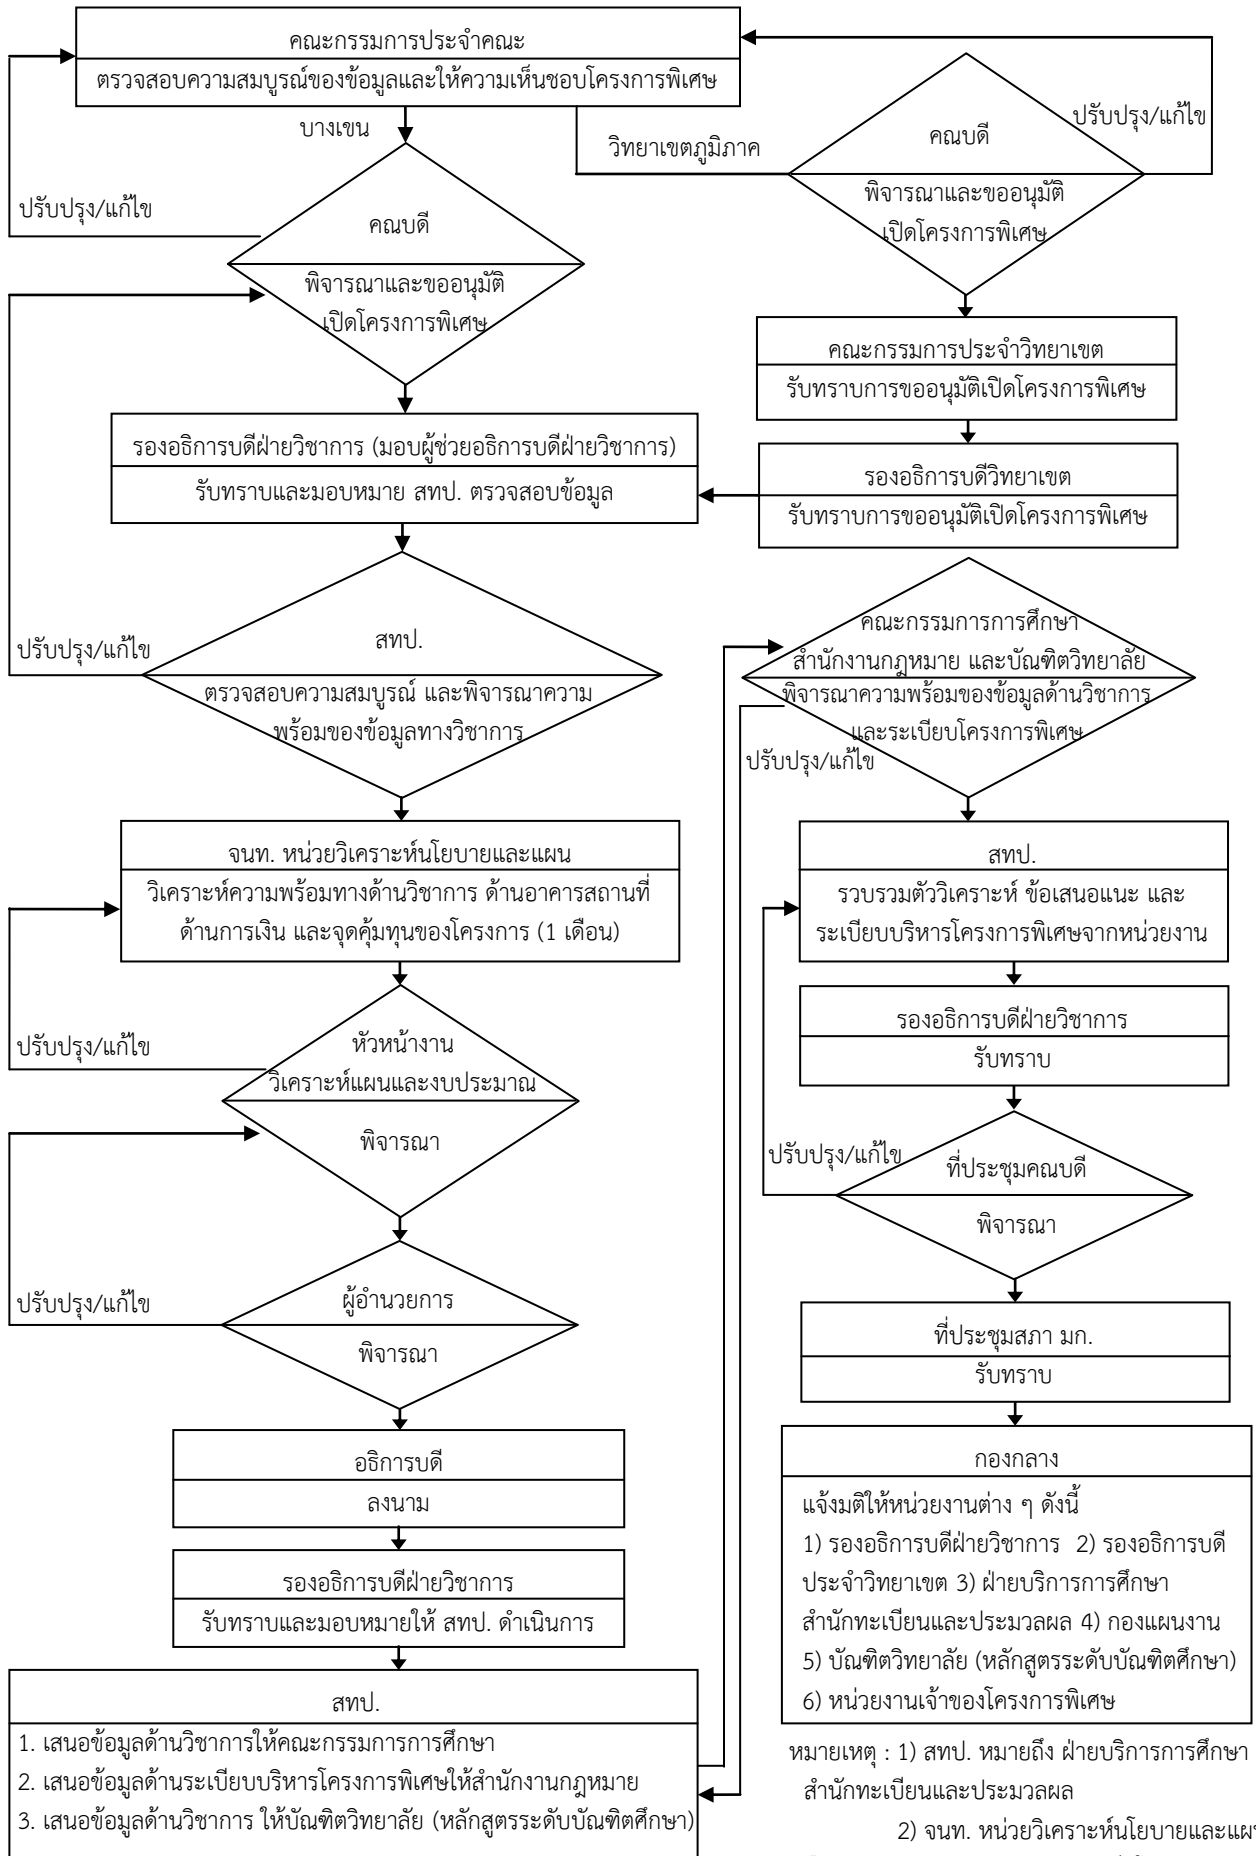 คณะกรรมการประจำคณะ
ตรวจสอบความสมบูรณ์ของข้อมูลและให้ความเห็นชอบโครงการพิเศษ
บางเขน
วิทยาเขตภูมิภาค
ปรับปรุง/แก้ไข
คณบดี
พิจารณาและขออนุมัติ
เปิดโครงการพิเศษ
ปรับปรุง/แก้ไข
คณบดี
พิจารณาและขออนุมัติ
เปิดโครงการพิเศษ
คณะกรรมการประจำวิทยาเขต
รับทราบการขออนุมัติเปิดโครงการพิเศษ
รองอธิการบดีวิทยาเขต
รับทราบการขออนุมัติเปิดโครงการพิเศษ
รองอธิการบดีฝ่ายวิชาการ (มอบผู้ช่วยอธิการบดีฝ่ายวิชาการ)
รับทราบและมอบหมาย สทป. ตรวจสอบข้อมูล
สทป.
ปรับปรุง/แก้ไข
ตรวจสอบความสมบูรณ์ และพิจารณาความ
พร้อมของข้อมูลทางวิชาการ
จนท. หน่วยวิเคราะห์นโยบายและแผน
วิเคราะห์ความพร้อมทางด้านวิชาการ ด้านอาคารสถานที่
ด้านการเงิน และจุดคุ้มทุนของโครงการ (1 เดือน)
ปรับปรุง/แก้ไข
หัวหน้างาน
วิเคราะห์แผนและงบประมาณ
พิจารณา
ปรับปรุง/แก้ไข
ผู้อำนวยการ
พิจารณา
อธิการบดี
ลงนาม
รองอธิการบดีฝ่ายวิชาการ
รับทราบและมอบหมายให้ สทป. ดำเนินการ
สทป.
1. เสนอข้อมูลด้านวิชาการให้คณะกรรมการการศึกษา
2. เสนอข้อมูลด้านระเบียบบริหารโครงการพิเศษให้สำนักงานกฎหมาย
3. เสนอข้อมูลด้านวิชาการ ให้บัณฑิตวิทยาลัย (หลักสูตรระดับบัณฑิตศึกษา)
คณะกรรมการการศึกษา
สำนักงานกฎหมาย และบัณฑิตวิทยาลัย
พิจารณาความพร้อมของข้อมูลด้านวิชาการ
และระเบียบโครงการพิเศษ
ปรับปรุง/แก้ไข
สทป.
รวบรวมตัววิเคราะห์ ข้อเสนอแนะ และ
ระเบียบบริหารโครงการพิเศษจากหน่วยงาน
รองอธิการบดีฝ่ายวิชาการ
รับทราบ
ปรับปรุง/แก้ไข
ที่ประชุมคณบดี
พิจารณา
ที่ประชุมสภา มก.
รับทราบ
กองกลาง
แจ้งมติให้หน่วยงานต่าง ๆ ดังนี้
1) รองอธิการบดีฝ่ายวิชาการ 2) รองอธิการบดี
ประจำวิทยาเขต 3) ฝ่ายบริการการศึกษา
สำนักทะเบียนและประมวลผล 4) กองแผนงาน
5) บัณฑิตวิทยาลัย (หลักสูตรระดับบัณฑิตศึกษา)
6) หน่วยงานเจ้าของโครงการพิเศษ
หมายเหตุ : 1) สทป. หมายถึง ฝ่ายบริการการศึกษา
สำนักทะเบียนและประมวลผล
2) จนท. หน่วยวิเคราะห์นโยบายและแผ